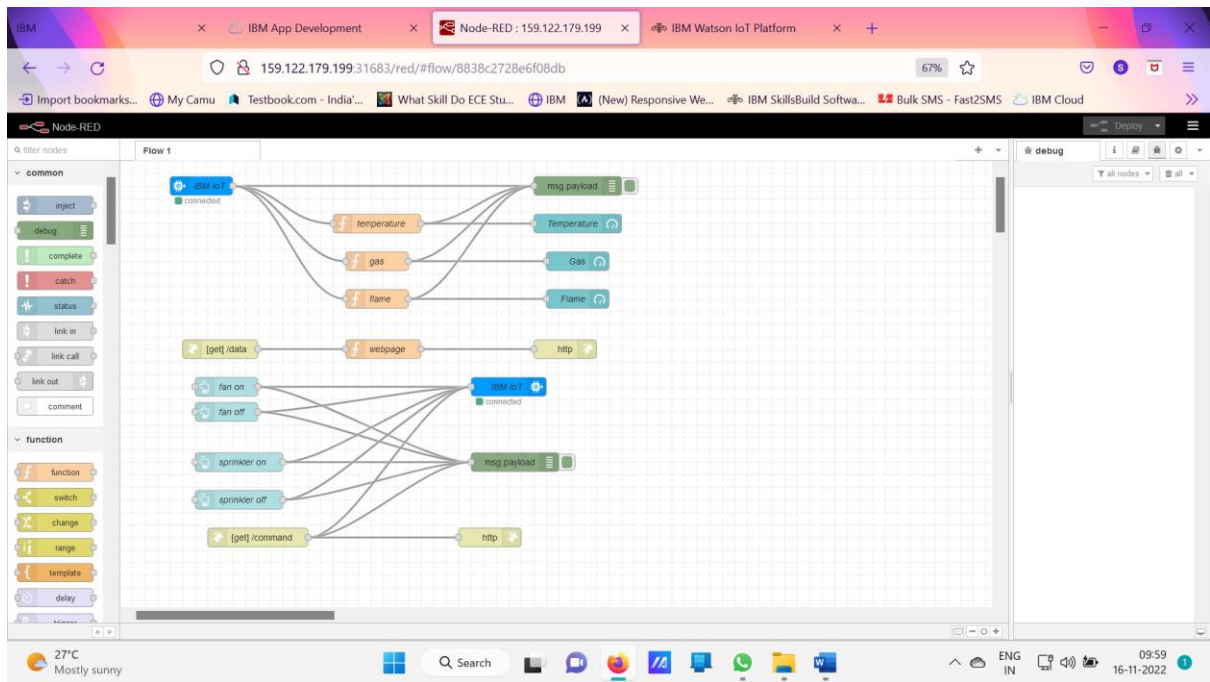 IBM
IBM App Development
Node-RED : 159.122.179.199
IBM Watson IoT Platform
159.122.179.199:31683/red/#flow/8838c2728e6f08db
67%
S
Import bookmarks...
My Camu
Testbook.com - India'...
What Skill Do ECE Stu...
IBM
(New) Responsive We...
IBM SkillsBuild Softwa...
Bulk SMS - Fast2SMS
IBM Cloud
Node-RED
Deploy
filter nodes
Flow 1
debug
all nodes
all
common
inject
debug
complete
catch
status
link in
link call
link out
comment
function
function
switch
change
range
template
delay
IBM IoT
connected
msg.payload
temperature
Temperature
gas
Gas
flame
Flame
[get] /data
webpage
http
fan on
IBM IoT
connected
fan off
sprinkler on
msg.payload
sprinkler off
[get] /command
http
27°C
Mostly sunny
Search
ENG
IN
09:59
16-11-2022
1